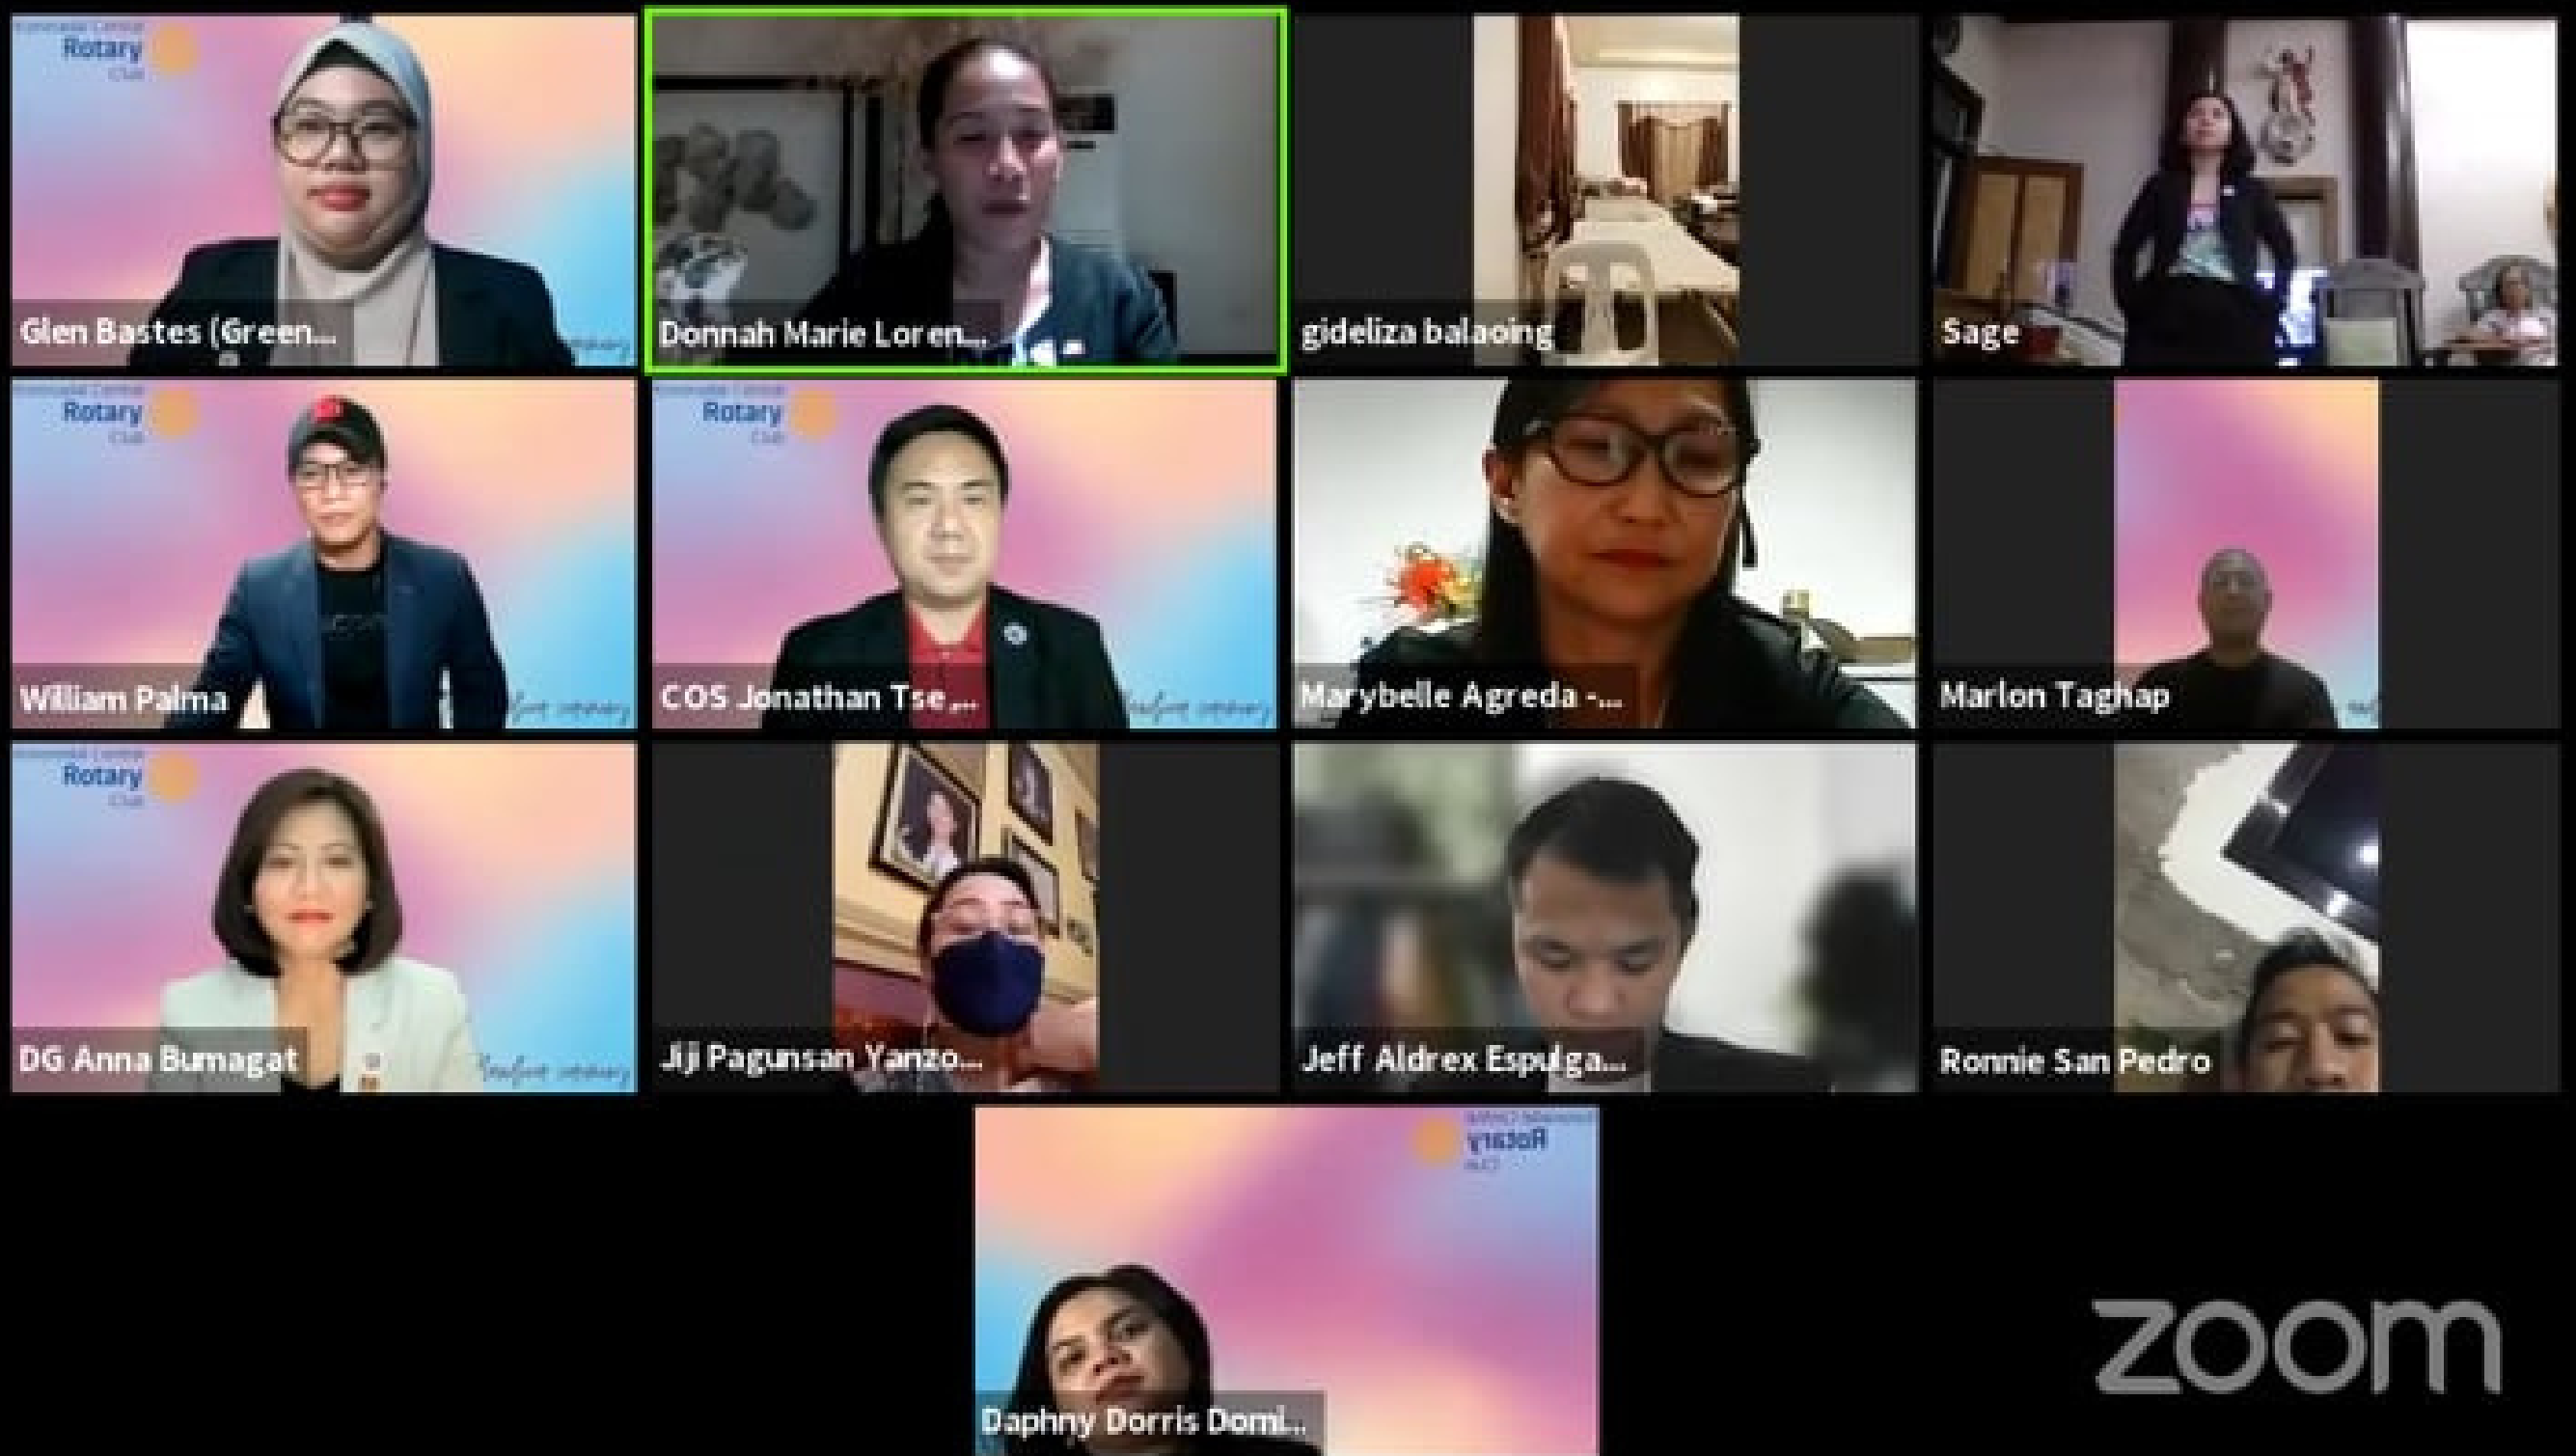 Rotary
Club
Glen Bastes (Green...
Donnah Marie Loren...
gideliza balaoing
Sage
Rotary
Club
William Palma
Rotary
Club
COS Jonathan Tse ,...
Marybelle Agreda -...
Marlon Taghap
Rotary
Club
DG Anna Bumagat
Jiji Pagunsan Yanzo...
Jeff Aldrex Espulga...
Ronnie San Pedro
Rotary
Club
Daphny Dorris Domi...
zoom